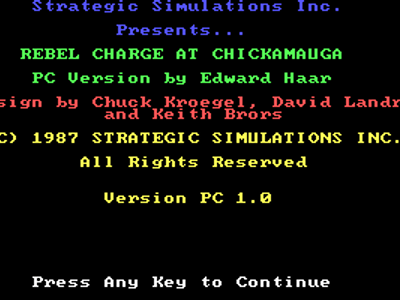 Strategic Simulations Inc.
Presents...
REBEL CHARGE AT CHICKAMAUGA
PC Version by Edward Haar
sign by Chuck Kroegel, David Landr
and Keith Brors
C) 1987 STRATEGIC SIMULATIONS INC.
All Rights Reserved
Version PC 1.0
Press Any Key to Continue